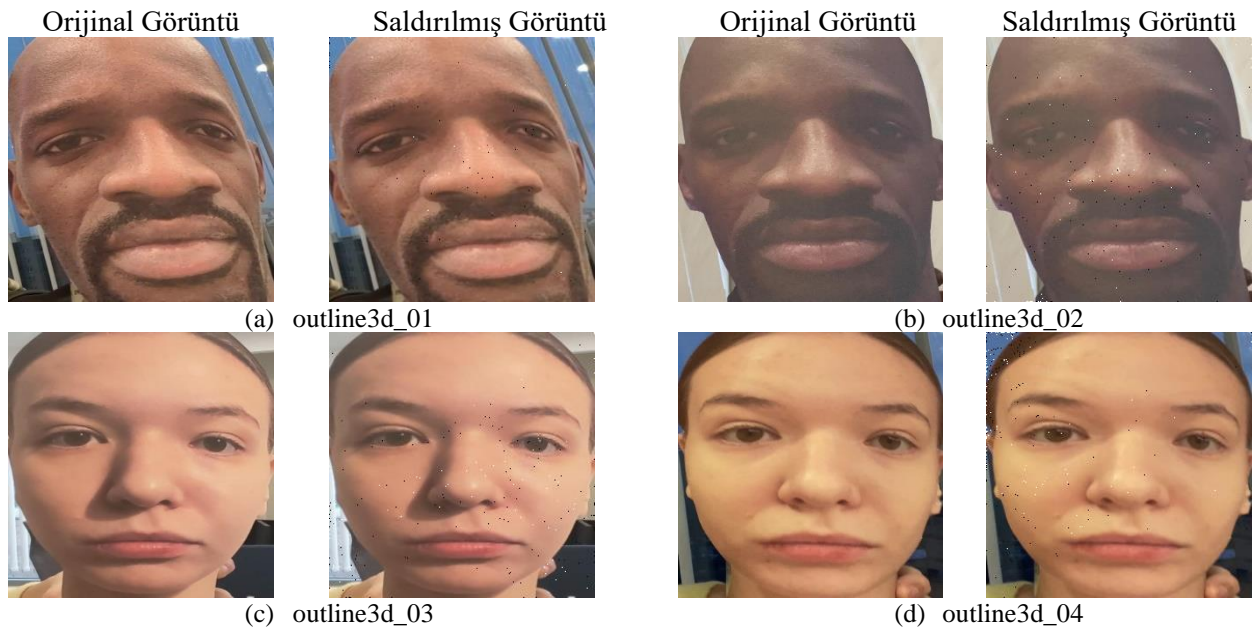 Orijinal Görüntü Saldırılmış Görüntü Orijinal Görüntü Saldırılmış Görüntü
(a) outline3d_01 (b) outline3d_02
(c) outline3d_03 (d) outline3d_04